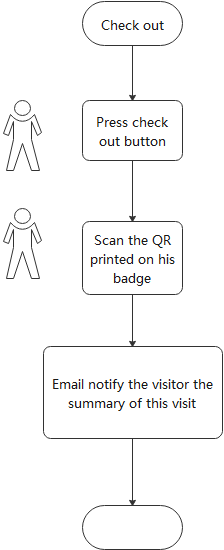 Check out
Press check
out button
Scan the QR
printed on his
badge
Email notify the visitor the
summary of this visit